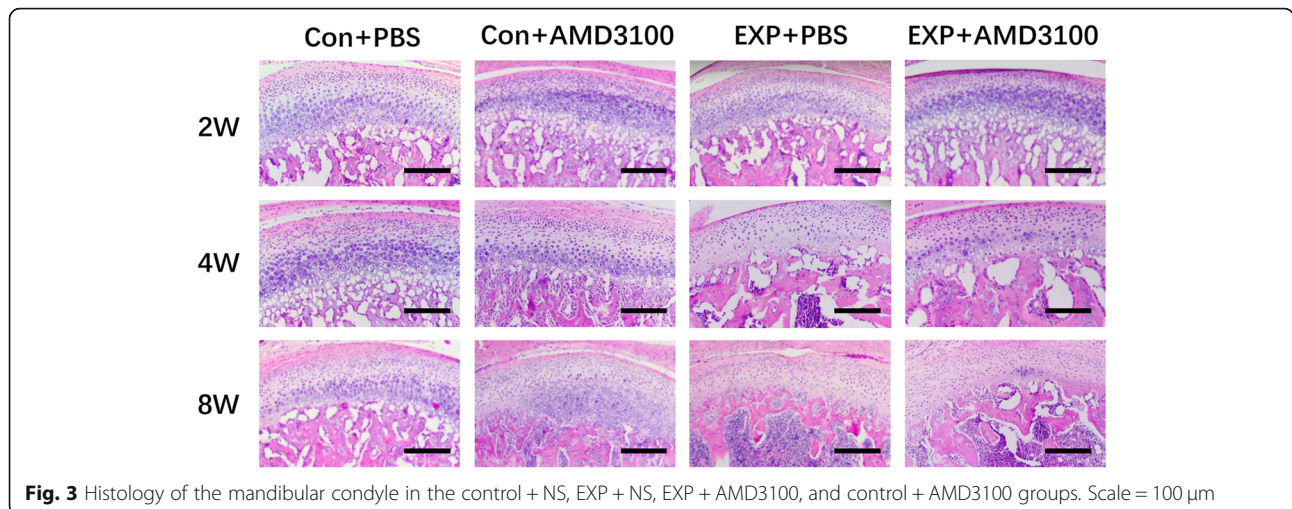 Con+PBS Con+AMD3100 EXP+PBS EXP+AMD3100
2W
4W
8W
Fig. 3 Histology of the mandibular condyle in the control + NS, EXP + NS, EXP + AMD3100, and control + AMD3100 groups. Scale = 100 μm